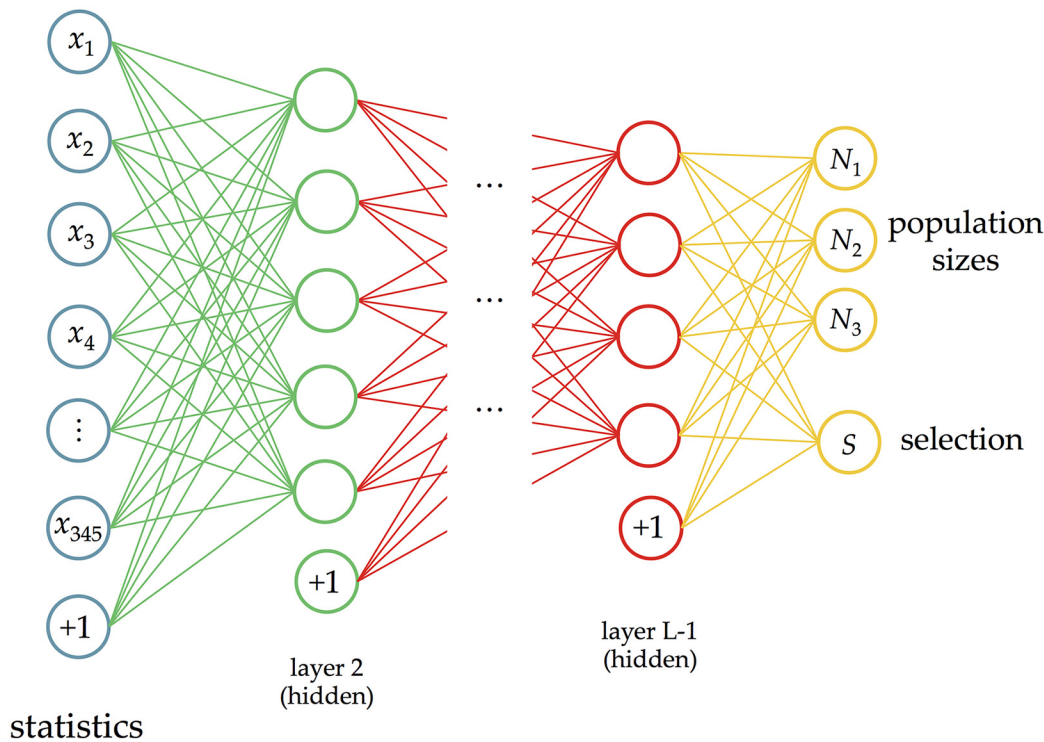 x1
x2
x3
x4
⋮
x345
+1
statistics
+1
layer 2
(hidden)
...
...
...
+1
layer L-1
(hidden)
N1
N2
N3
S
population
sizes
selection